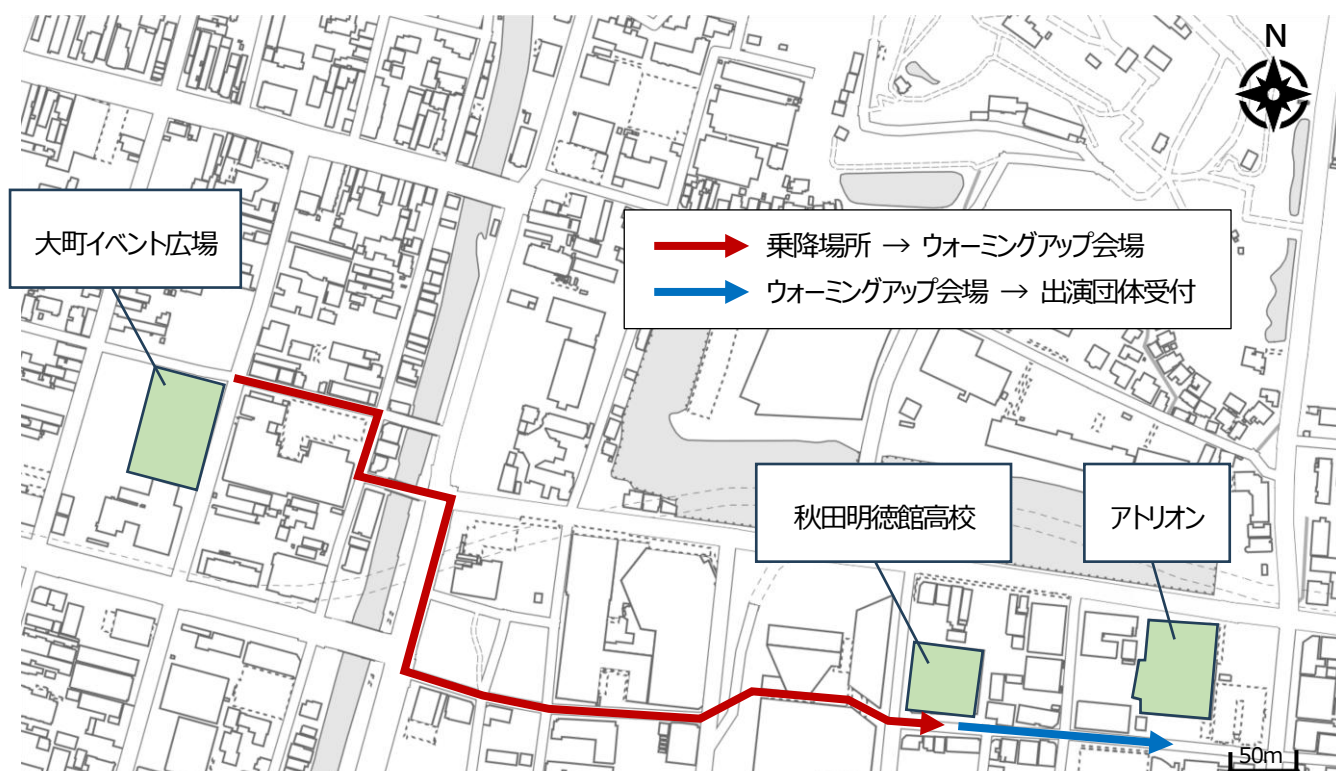 N
大町イベント広場
乗降場所 → ウォーミングアップ会場
ウォーミングアップ会場 → 出演団体受付
秋田明徳館高校
アトリオン
50m